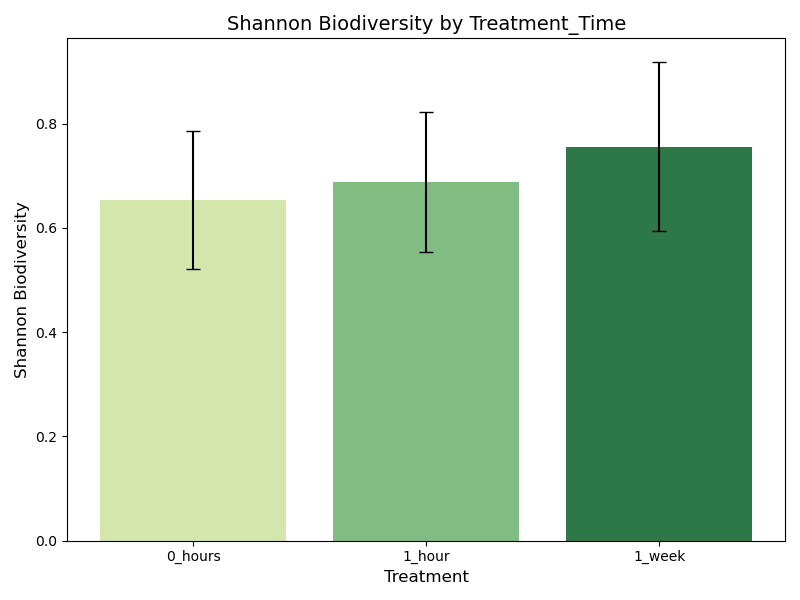 Shannon Biodiversity by Treatment_Time
Shannon Biodiversity
0.8
0.6
0.4
0.2
0.0
0_hours
1_hour
1_week
Treatment